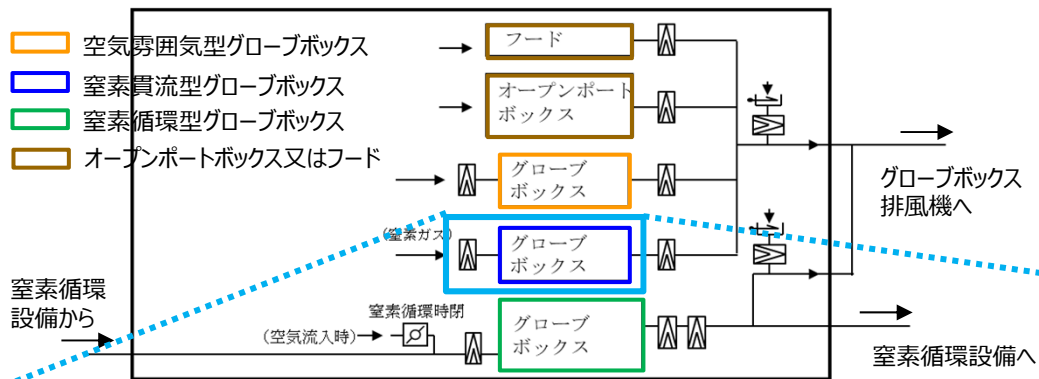 空気雰囲気型グローブボックス
窒素貫流型グローブボックス
窒素循環型グローブボックス
オープンポートボックス又はフード
フード
オープンポート
ボックス
グローブ
ボックス
グローブボックス
排風機へ
(窒素ガス)
グローブ
ボックス
窒素循環
設備から
窒素循環時閉
(空気流入時)
グローブ
ボックス
窒素循環設備へ